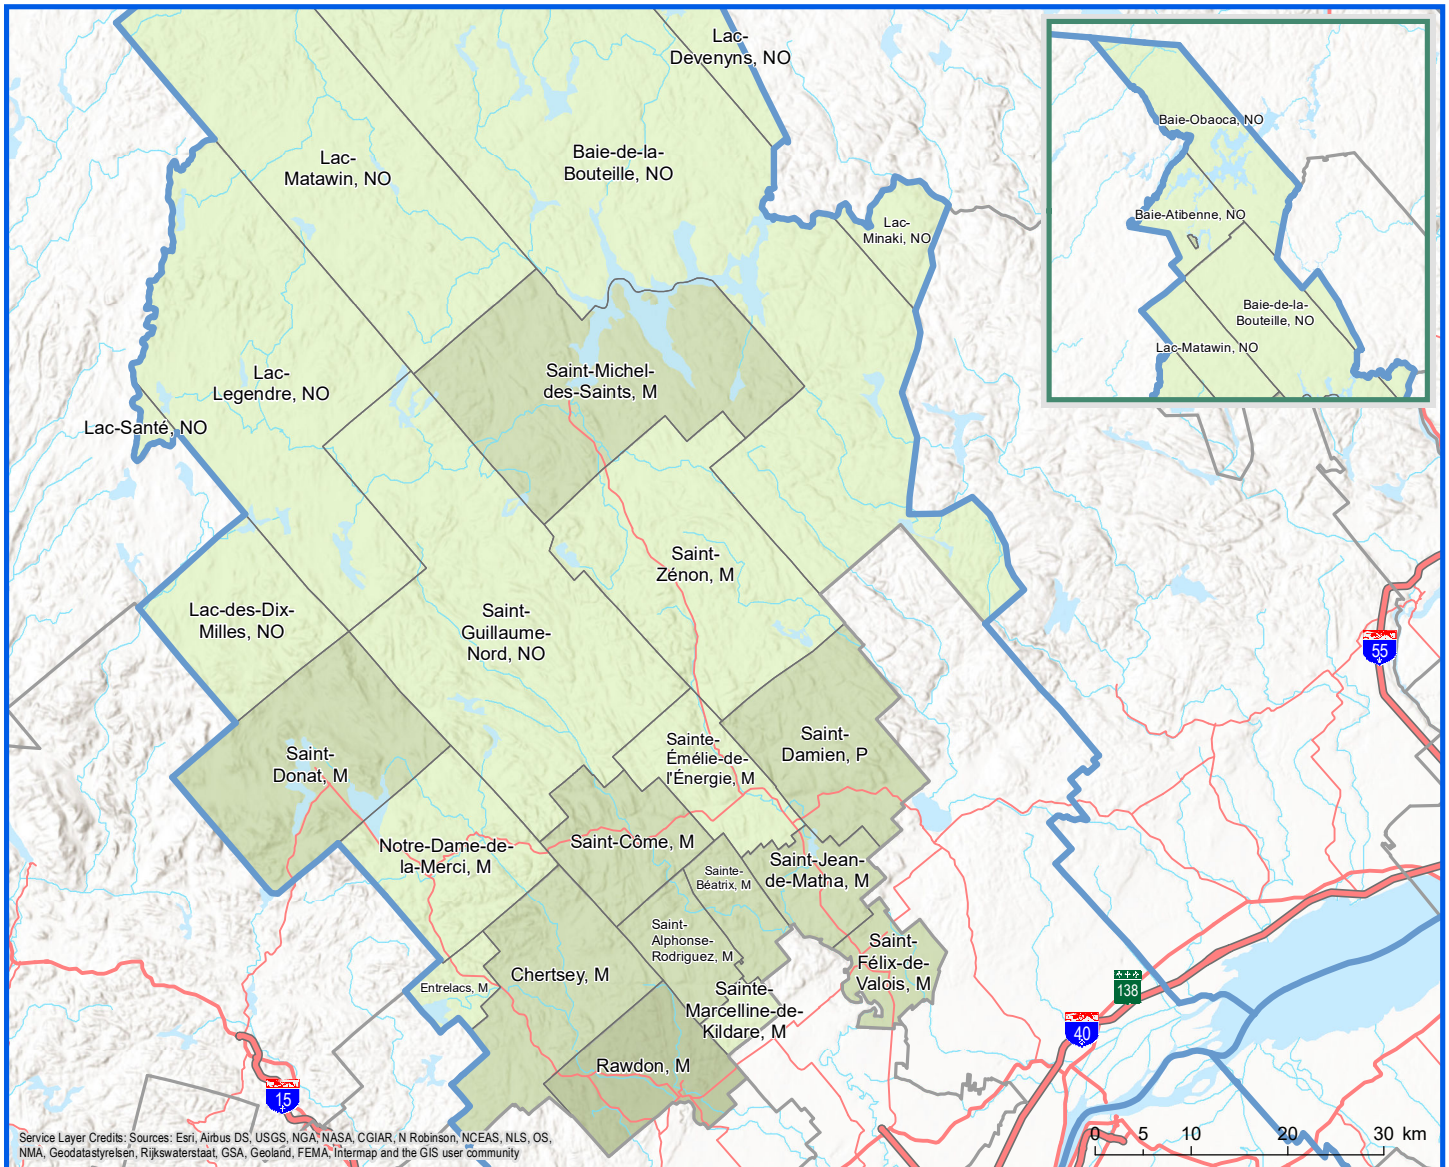 Lac-
Devenyns, NO
Lac-
Matawin, NO
Baie-de-la-
Bouteille, NO
Lac-
Minaki, NO
Baie-Obaoca, NO
Baie-Atibenne, NO
Baie-de-la-
Bouteille, NO
Lac-Matawin, NO
Lac-
Legendre, NO
Saint-Michel-
des-Saints, M
Lac-Santé, NO
Saint-
Zénon, M
Lac-des-Dix-
Milles, NO
Saint-
Guillaume-
Nord, NO
55
Saint-
Donat, M
Sainte-
Émélie-de-
l'Énergie, M
Saint-
Damien, P
Notre-Dame-de-
la-Merci, M
Saint-Côme, M
Sainte-
Béatrix, M
Saint-Jean-
de-Matha, M
Saint-
Alphonse-
Rodriguez, M
Saint-
Félix-de-
Valois, M
Chertsey, M
Entrelacs, M
Sainte-
Marcelline-de-
Kildare, M
138
40
Rawdon, M
15
Service Layer Credits: Sources: Esri, Airbus DS, USGS, NGA, NASA, CGIAR, N Robinson, NCEAS, NLS, OS,
NMA, Geodatastyrelsen, Rijkswaterstaat, GSA, Geoland, FEMA, Intermap and the GIS user community
0 5 10 20 30 km